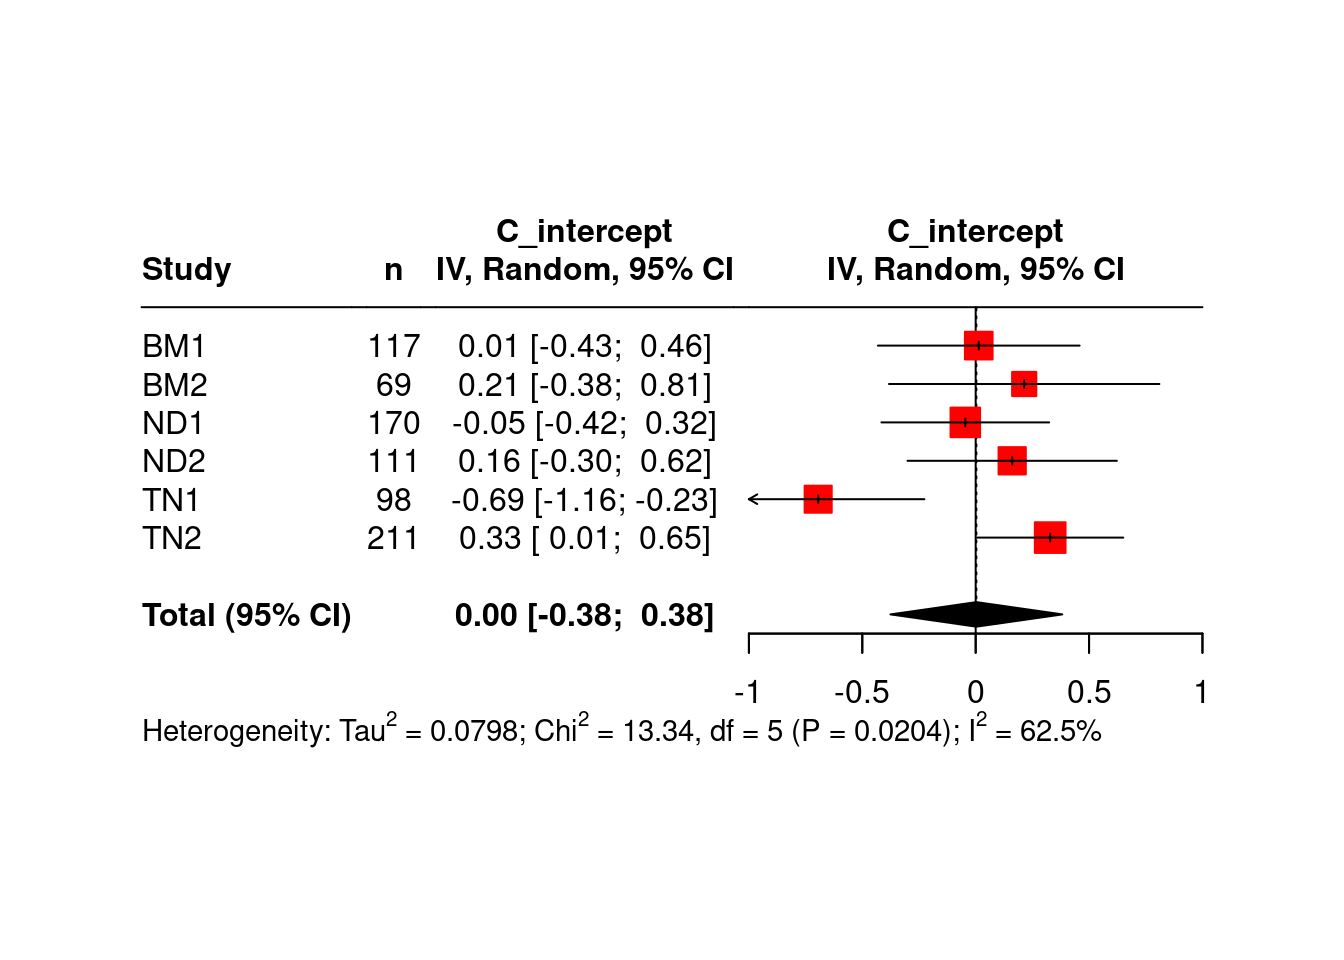 C_intercept C_intercept
Study n IV, Random, 95% CI IV, Random, 95% CI
BM1 117 0.01 [-0.43; 0.46]
BM2 69 0.21 [-0.38; 0.81]
ND1 170 -0.05 [-0.42; 0.32]
ND2 111 0.16 [-0.30; 0.62]
TN1 98 -0.69 [-1.16; -0.23]
TN2 211 0.33 [ 0.01; 0.65]
Total (95% CI) 0.00 [-0.38; 0.38]
-1 -0.5 0 0.5 1
Heterogeneity: Tau² = 0.0798; Chi² = 13.34, df = 5 (P = 0.0204); I² = 62.5%